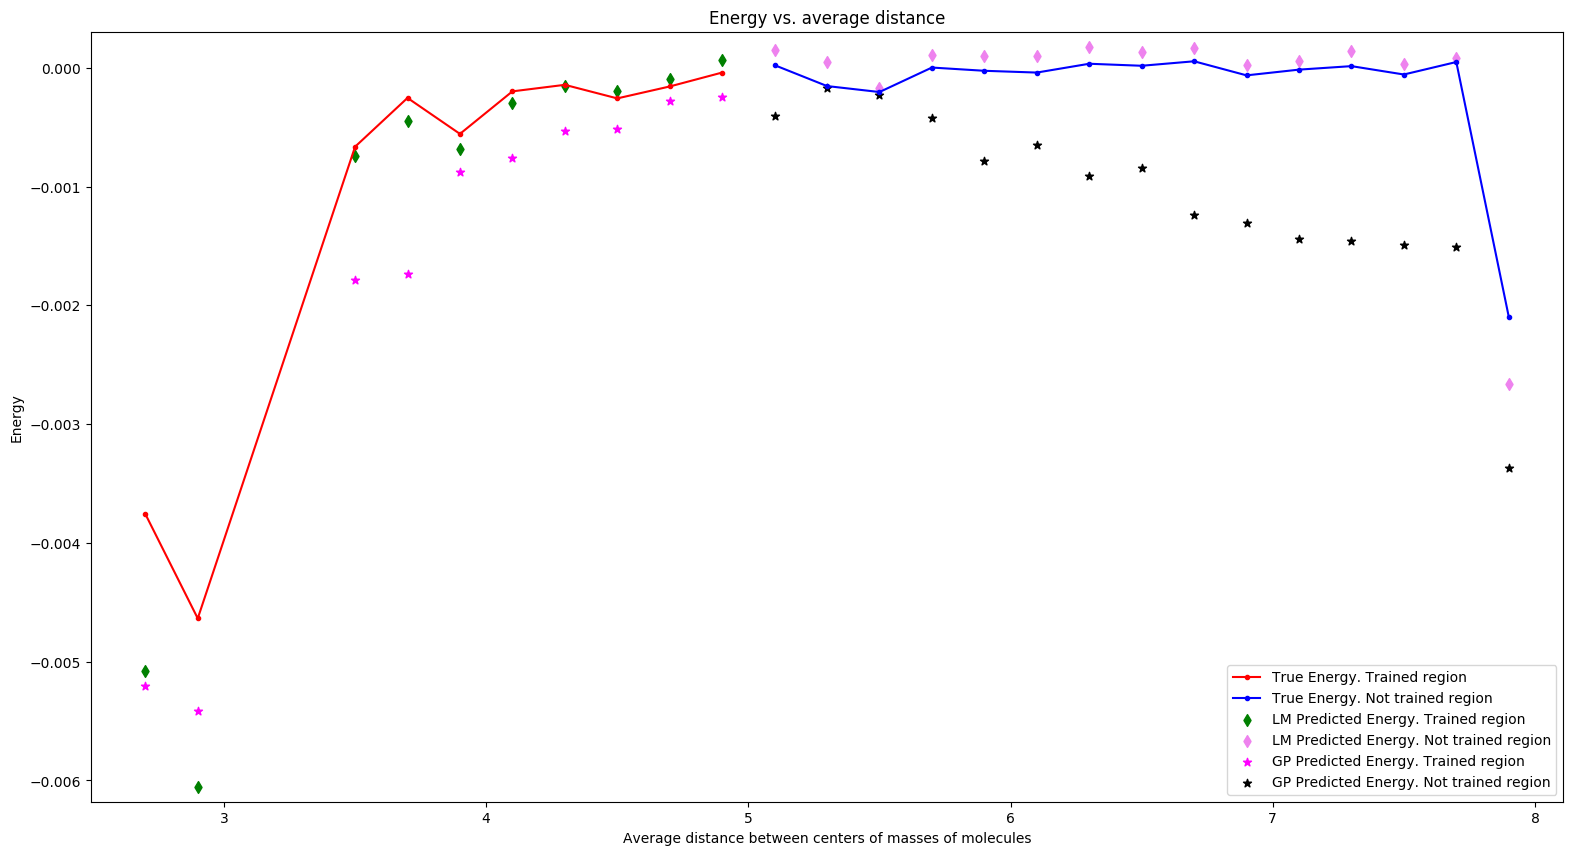 Energy vs. average distance
0.000
−0.001
−0.002
−0.003
−0.004
−0.005
−0.006
Energy
3
4
5
6
7
8
Average distance between centers of masses of molecules
True Energy. Trained region
True Energy. Not trained region
LM Predicted Energy. Trained region
LM Predicted Energy. Not trained region
GP Predicted Energy. Trained region
GP Predicted Energy. Not trained region